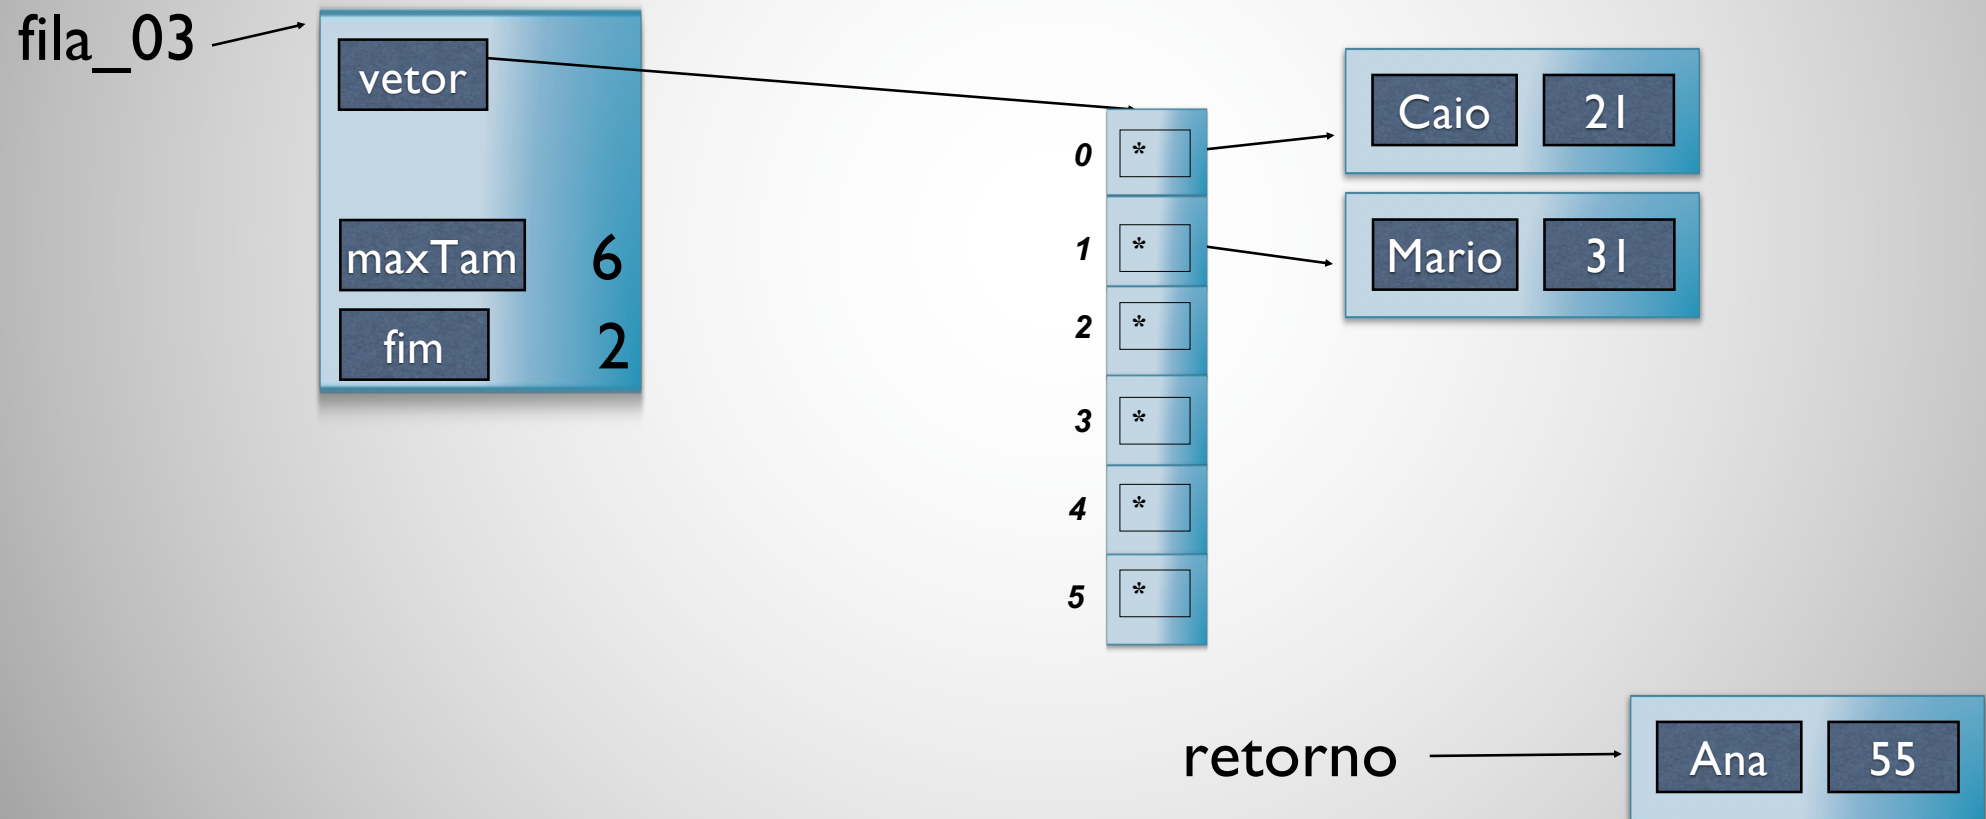 fila_03
vetor
maxTam 6
fim 2
0 *
1 *
2 *
3 *
4 *
5 *
Caio 21
Mario 31
retorno
Ana 55